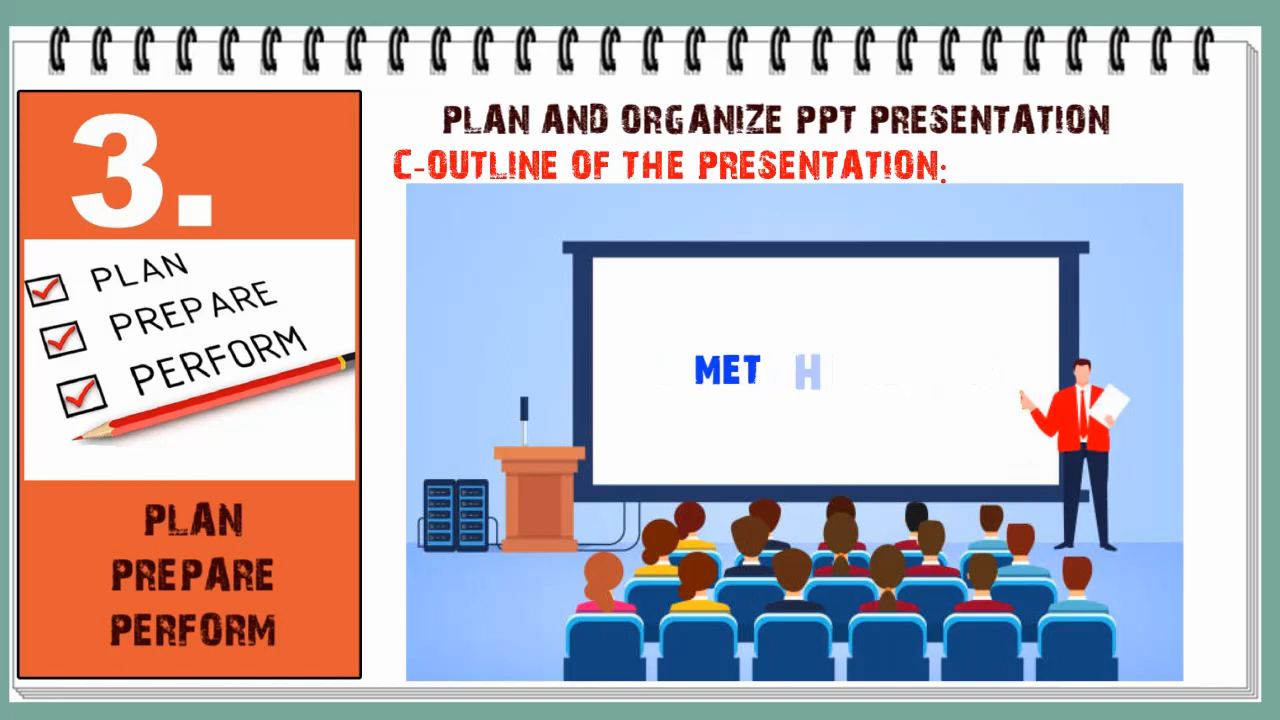 3.
PLAN
PREPARE
PERFORM
PLAN
PREPARE
PERFORM
PLAN AND ORGANIZE PPT PRESENTATION
C-OUTLINE OF THE PRESENTATION:
MET H